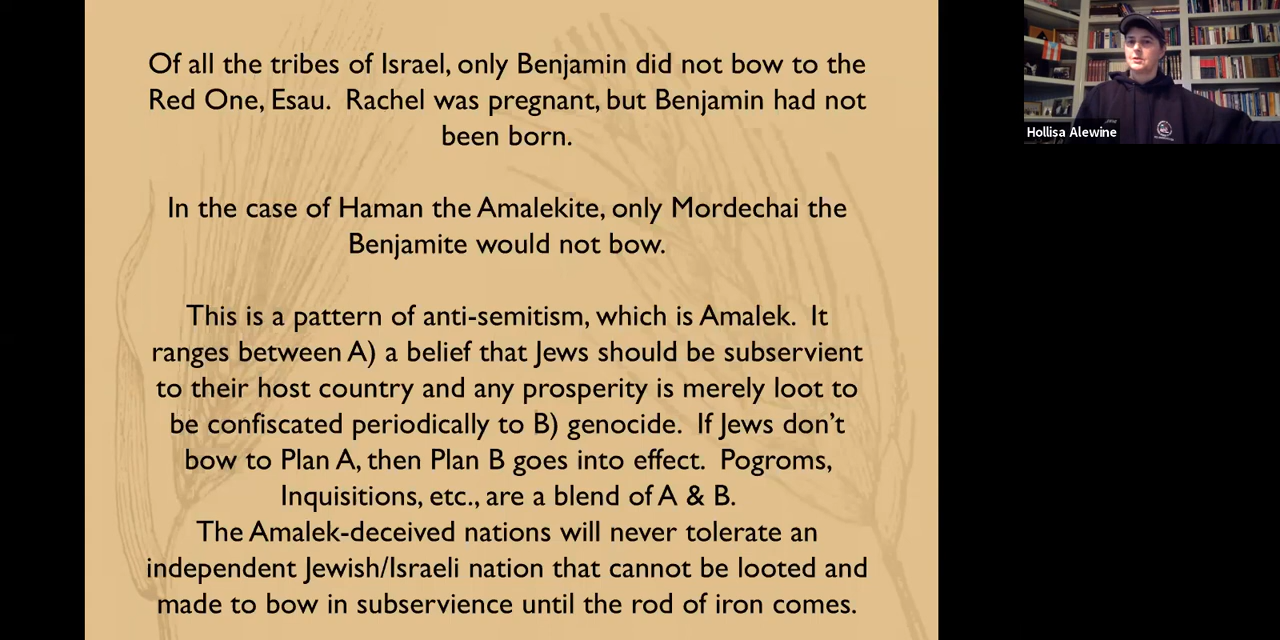 Of all the tribes of Israel, only Benjamin did not bow to the
Red One, Esau.  Rachel was pregnant, but Benjamin had not
been born.
In the case of Haman the Amalekite, only Mordechai the
Benjamite would not bow.
This is a pattern of anti-semitism, which is Amalek.  It
ranges between A) a belief that Jews should be subservient
to their host country and any prosperity is merely loot to
be confiscated periodically to B) genocide.  If Jews don’t
bow to Plan A, then Plan B goes into effect.  Pogroms,
Inquisitions, etc., are a blend of A & B.
The Amalek-deceived nations will never tolerate an
independent Jewish/Israeli nation that cannot be looted and
made to bow in subservience until the rod of iron comes.
Hollisa Alewine